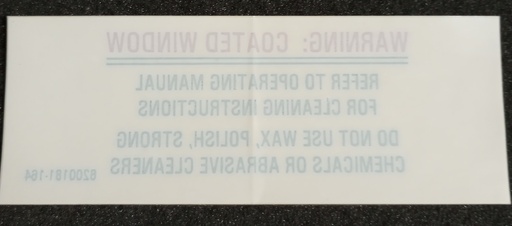 WARNING: COATED WINDOW
REFER TO OPERATING MANUAL
FOR CLEANING INSTRUCTIONS
DO NOT USE WAX, POLISH, STRONG
CHEMICALS OR ABRASIVE CLEANERS
8200181-164